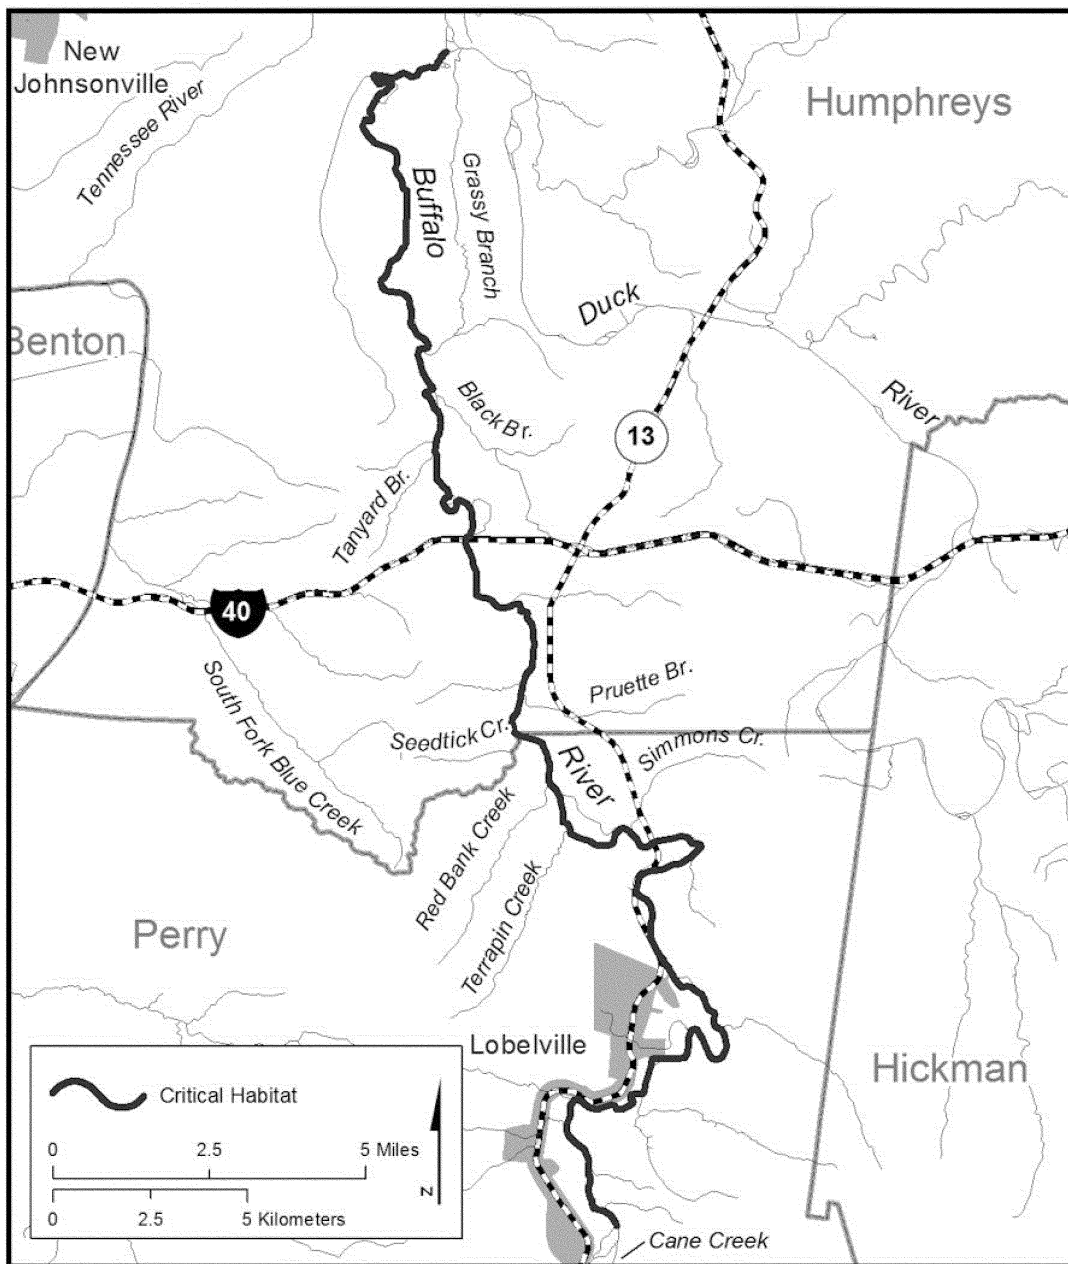 New
Johnsonville
Tennessee River
Humphreys
Buffalo
Grassy Branch
Duck
River
Benton
Black Br.
13
Tanyard Br.
40
South Fork Blue Creek
Pruette Br.
Seedtick Cr.
Simmons Cr.
River
Red Bank Creek
Terrapin Creek
Perry
Lobelville
Hickman
Critical Habitat
0 2.5 5 Miles
0 2.5 5 Kilometers
N
Cane Creek